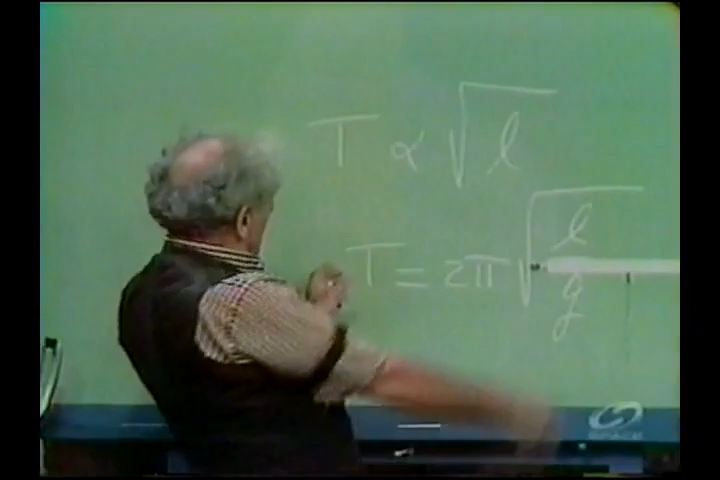 T ∝ √l
T = 2π √(l/g)